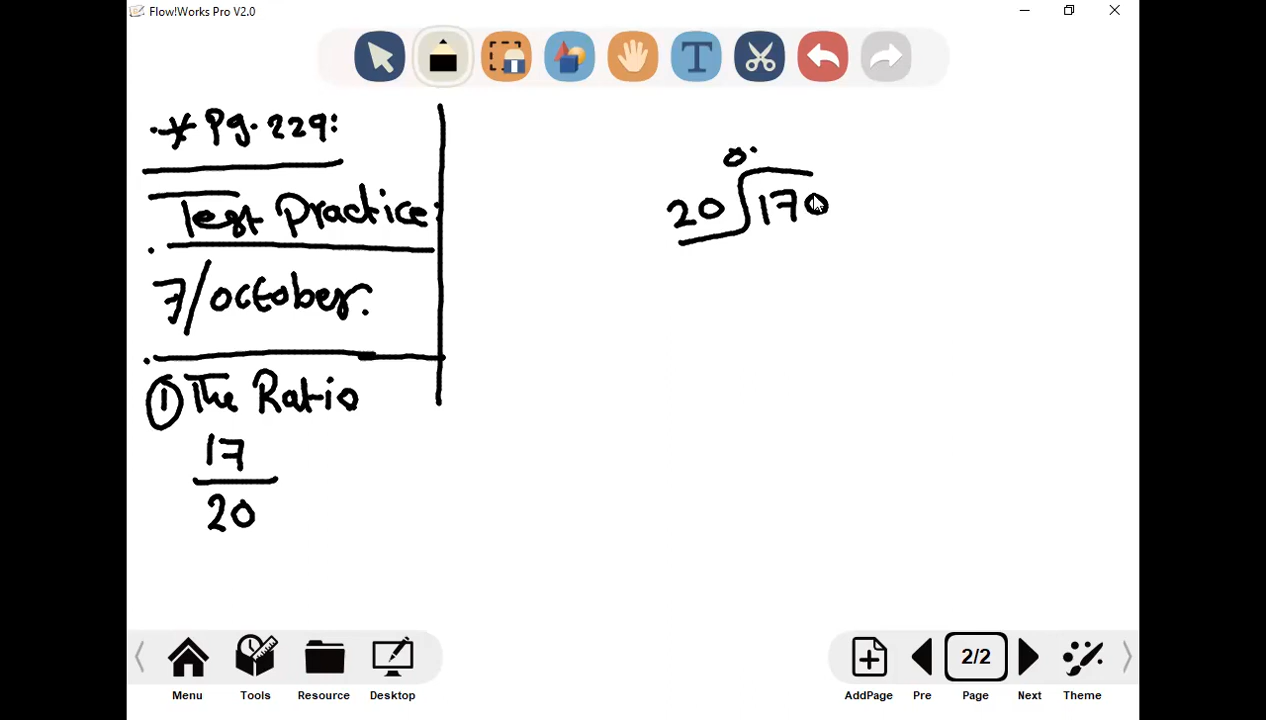 Flow!Works Pro V2.0
* Pg. 229:
Test Practice:
7/october.
① The Ratio
17
20
0.
20 170
Menu Tools Resource Desktop
2/2
AddPage Pre Page Next Theme